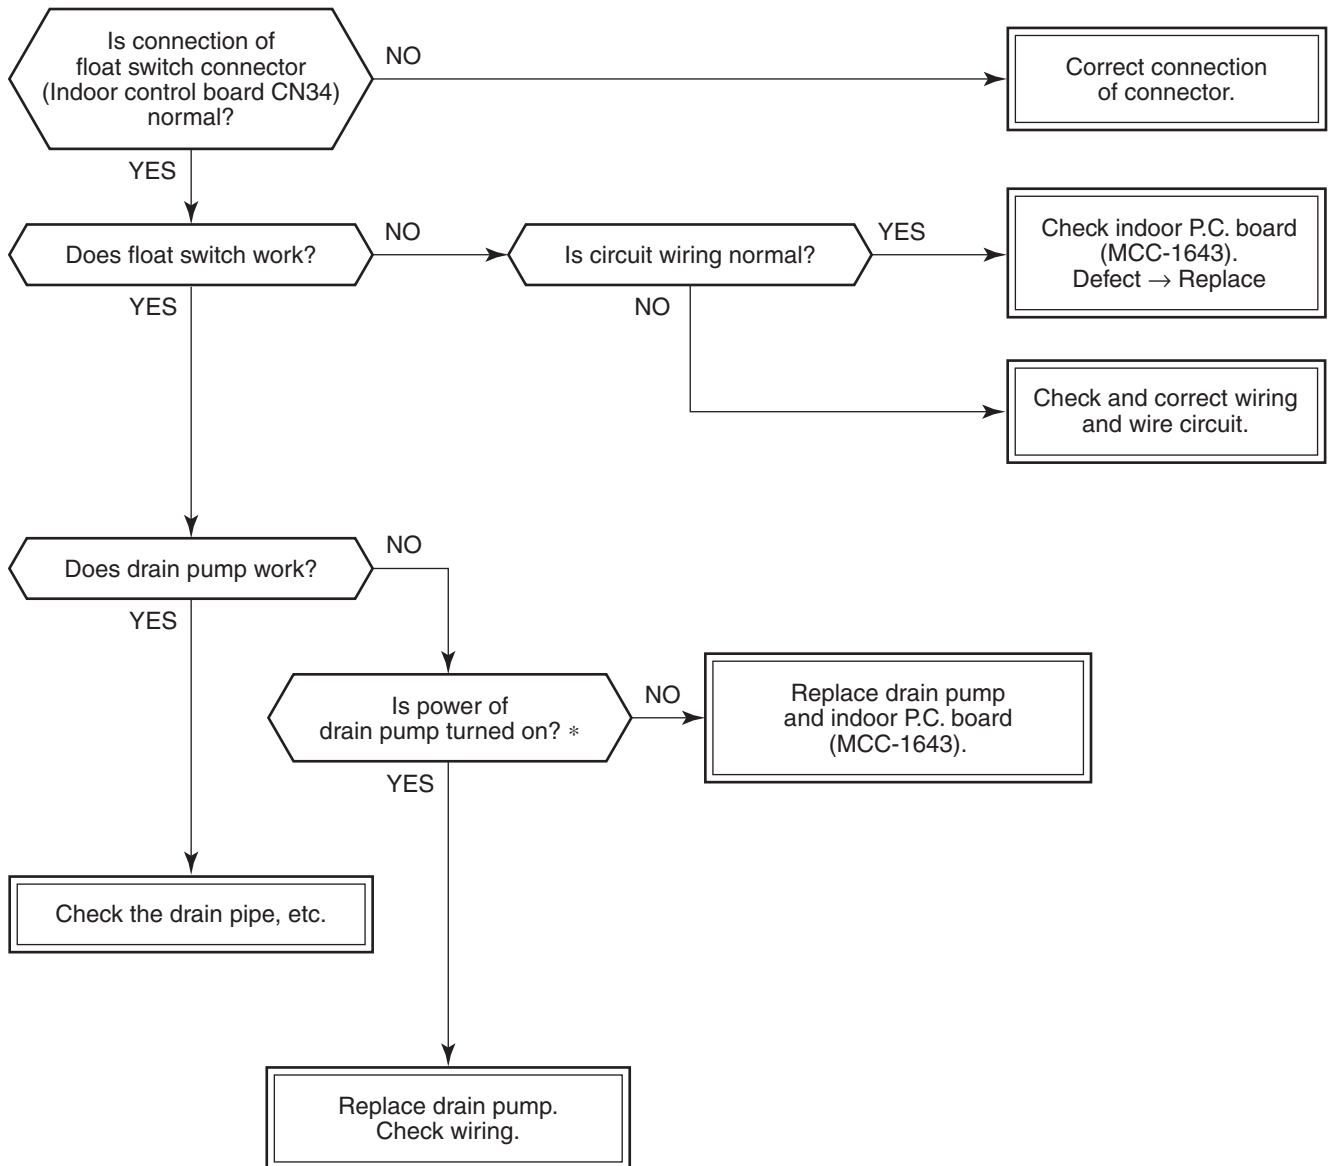 Is connection of
float switch connector
(Indoor control board CN34)
normal?
NO
Correct connection
of connector.
YES
Does float switch work?
NO
Is circuit wiring normal?
YES
Check indoor P.C. board
(MCC-1643).
Defect → Replace
YES
NO
Check and correct wiring
and wire circuit.
Does drain pump work?
NO
YES
Is power of
drain pump turned on? *
NO
Replace drain pump
and indoor P.C. board
(MCC-1643).
YES
Check the drain pipe, etc.
Replace drain pump.
Check wiring.